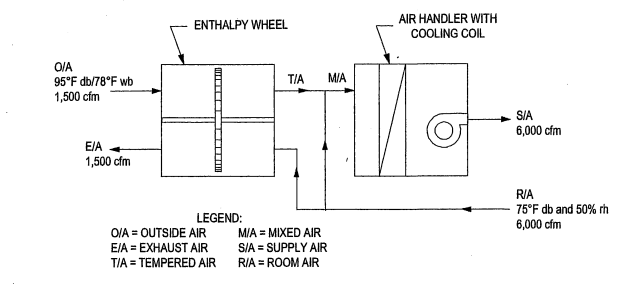 ENTHALPY WHEEL
AIR HANDLER WITH
COOLING COIL
O/A
95°F db/78°F wb
1,500 cfm
T/A
M/A
S/A
6,000 cfm
E/A
1,500 cfm
R/A
75°F db and 50% rh
6,000 cfm
LEGEND:
O/A = OUTSIDE AIR M/A = MIXED AIR
E/A = EXHAUST AIR S/A = SUPPLY AIR
T/A = TEMPERED AIR R/A = ROOM AIR